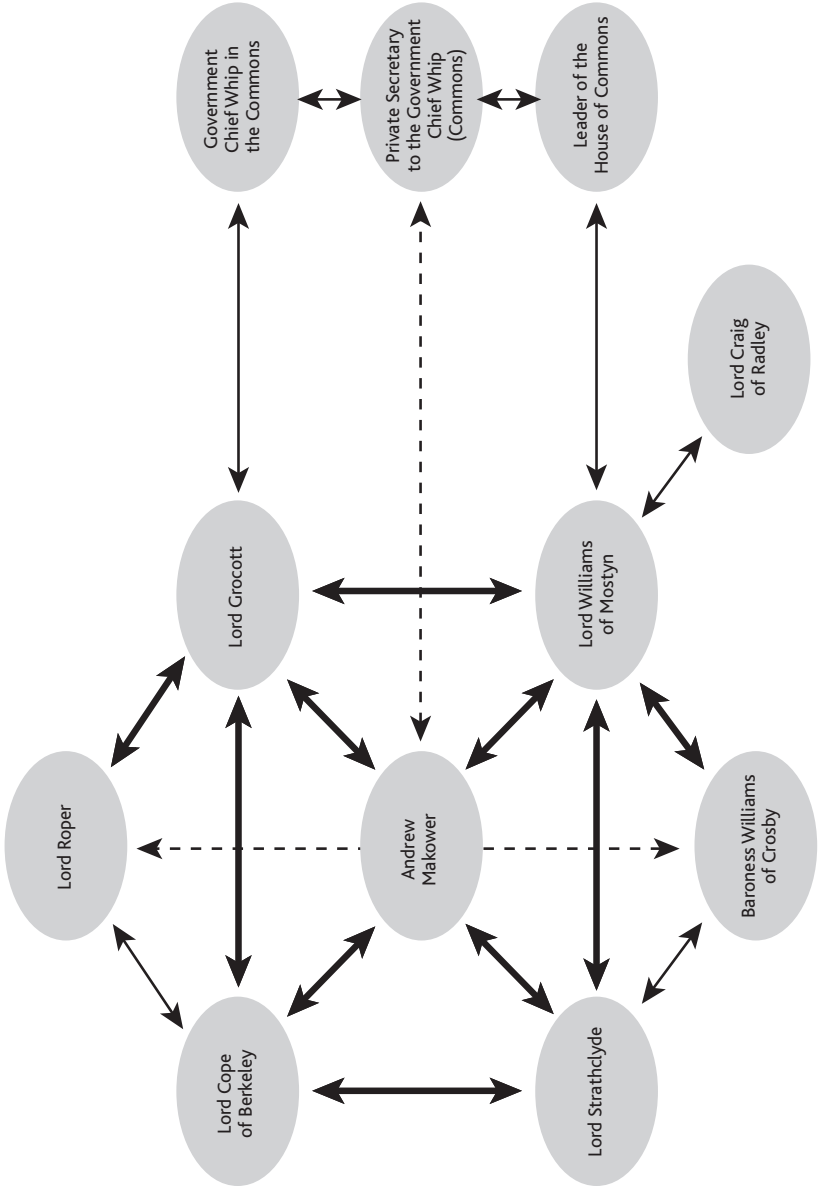 Lord Roper
Lord Cope
of Berkeley
Lord Grocott
Government
Chief Whip in
the Commons
Andrew
Makower
Private Secretary
to the Government
Chief Whip
(Commons)
Lord Strathclyde
Lord Williams
of Mostyn
Leader of the
House of Commons
Baroness Williams
of Crosby
Lord Craig
of Radley